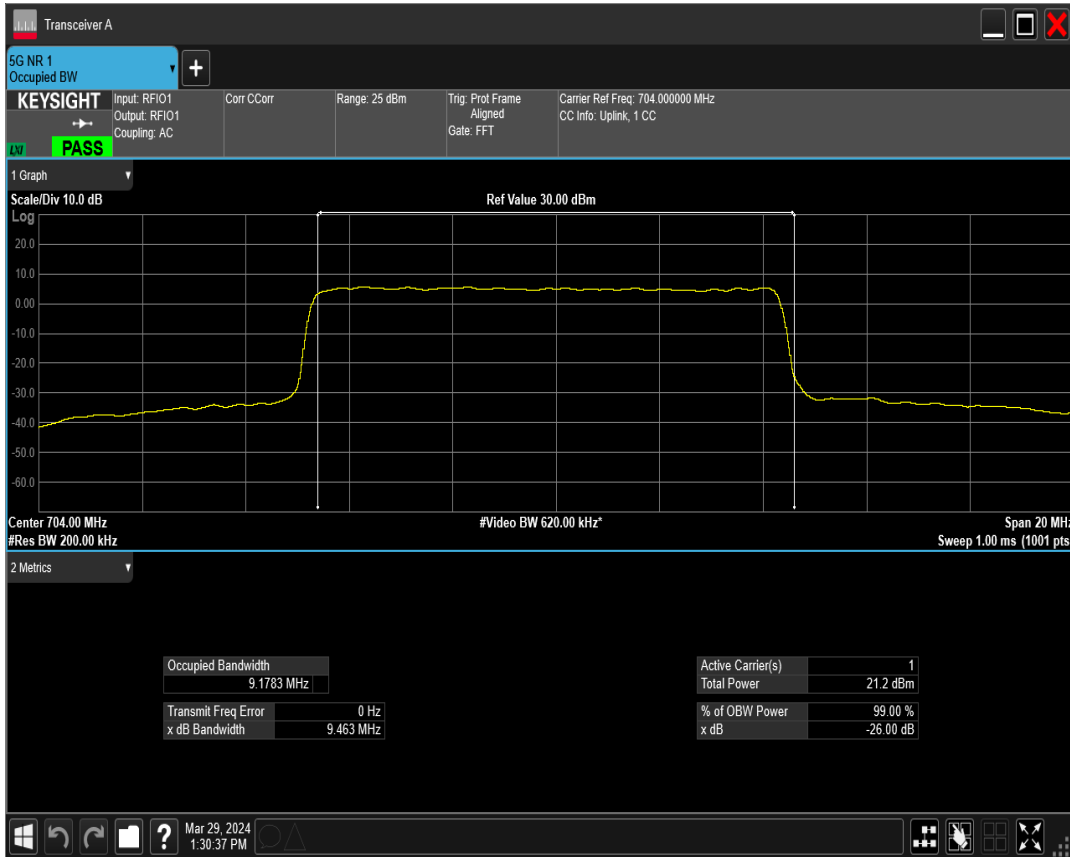 Transceiver A
5G NR 1
Occupied BW
KEYSIGHT
LXI
PASS
Input: RFIO1
Output: RFIO1
Coupling: AC
Corr CCorr
Range: 25 dBm
Trig: Prot Frame
Aligned
Gate: FFT
Carrier Ref Freq: 704.000000 MHz
CC Info: Uplink, 1 CC
1 Graph
Scale/Div 10.0 dB
Ref Value 30.00 dBm
Log
20.0
10.0
0.00
-10.0
-20.0
-30.0
-40.0
-50.0
-60.0
Center 704.00 MHz
#Video BW 620.00 kHz*
Span 20 MHz
#Res BW 200.00 kHz
Sweep 1.00 ms (1001 pts
2 Metrics
Occupied Bandwidth
9.1783 MHz
Transmit Freq Error 0 Hz
x dB Bandwidth 9.463 MHz
Active Carrier(s) 1
Total Power 21.2 dBm
% of OBW Power 99.00 %
x dB -26.00 dB
?
Mar 29, 2024
1:30:37 PM